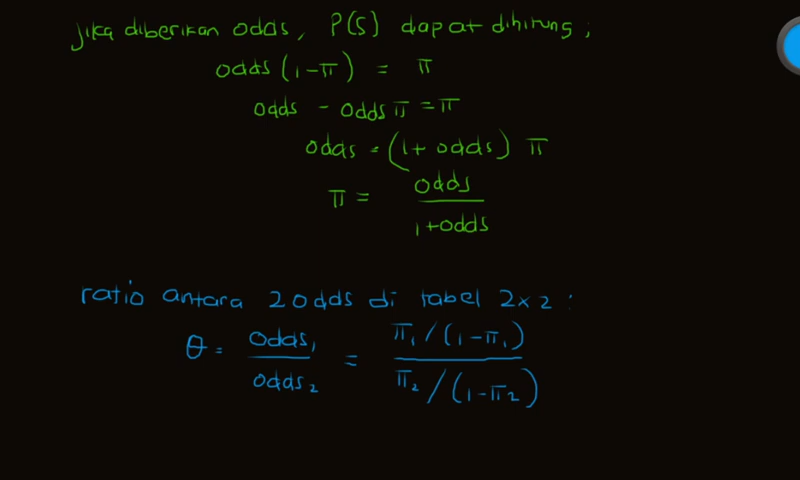 jika diberikan odds, P(S) dapat dihitung;
odds (1-π) = π
odds - odds π = π
odds = (1 + odds) π
π = odds / 1+odds
ratio antara 2 odds di tabel 2x2 :
θ = odds₁ / odds₂ = π₁/(1-π₁) / π₂/(1-π₂)